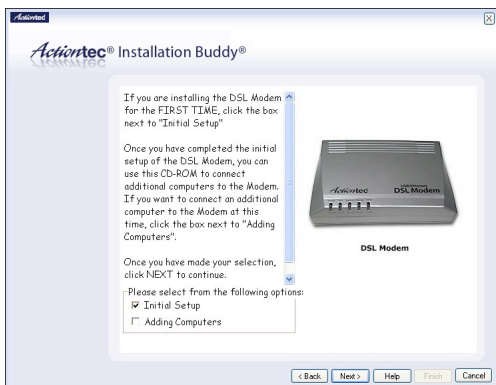 Actiontec
Actiontec® Installation Buddy®
If you are installing the DSL Modem
for the FIRST TIME, click the box
next to "Initial Setup"
Once you have completed the initial
setup of the DSL Modem, you can
use this CD-ROM to connect
additional computers to the Modem.
If you want to connect an additional
computer to the Modem at this
time, click the box next to "Adding
Computers".
Once you have made your selection,
click NEXT to continue.
Please select from the following options:
Initial Setup
Adding Computers
Actiontec
DSL Modem
DSL Modem
< Back Next > Help Finish Cancel